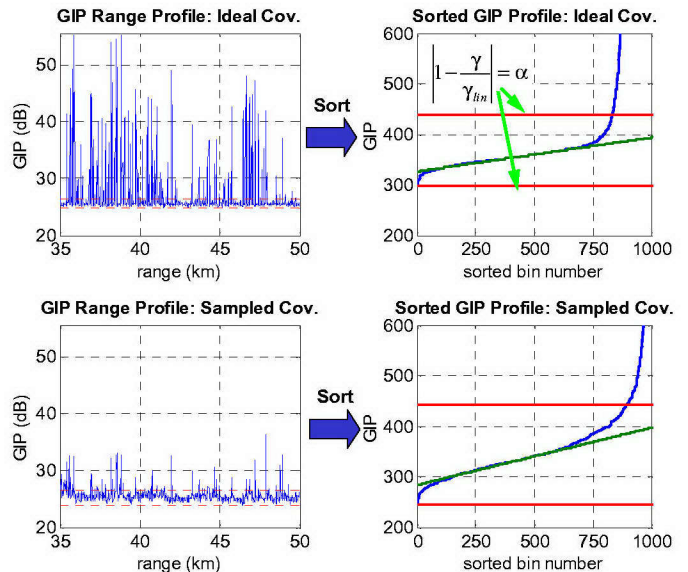 GIP Range Profile: Ideal Cov.
GIP (dB)
50
40
30
20
35
40
45
50
range (km)
Sort
Sorted GIP Profile: Ideal Cov.
|1-γ/γlin|=α
GIP
600
500
400
300
200
0
250
500
750
1000
sorted bin number
GIP Range Profile: Sampled Cov.
GIP (dB)
50
40
30
20
35
40
45
50
range (km)
Sort
Sorted GIP Profile: Sampled Cov.
GIP
600
500
400
300
200
0
250
500
750
1000
sorted bin number